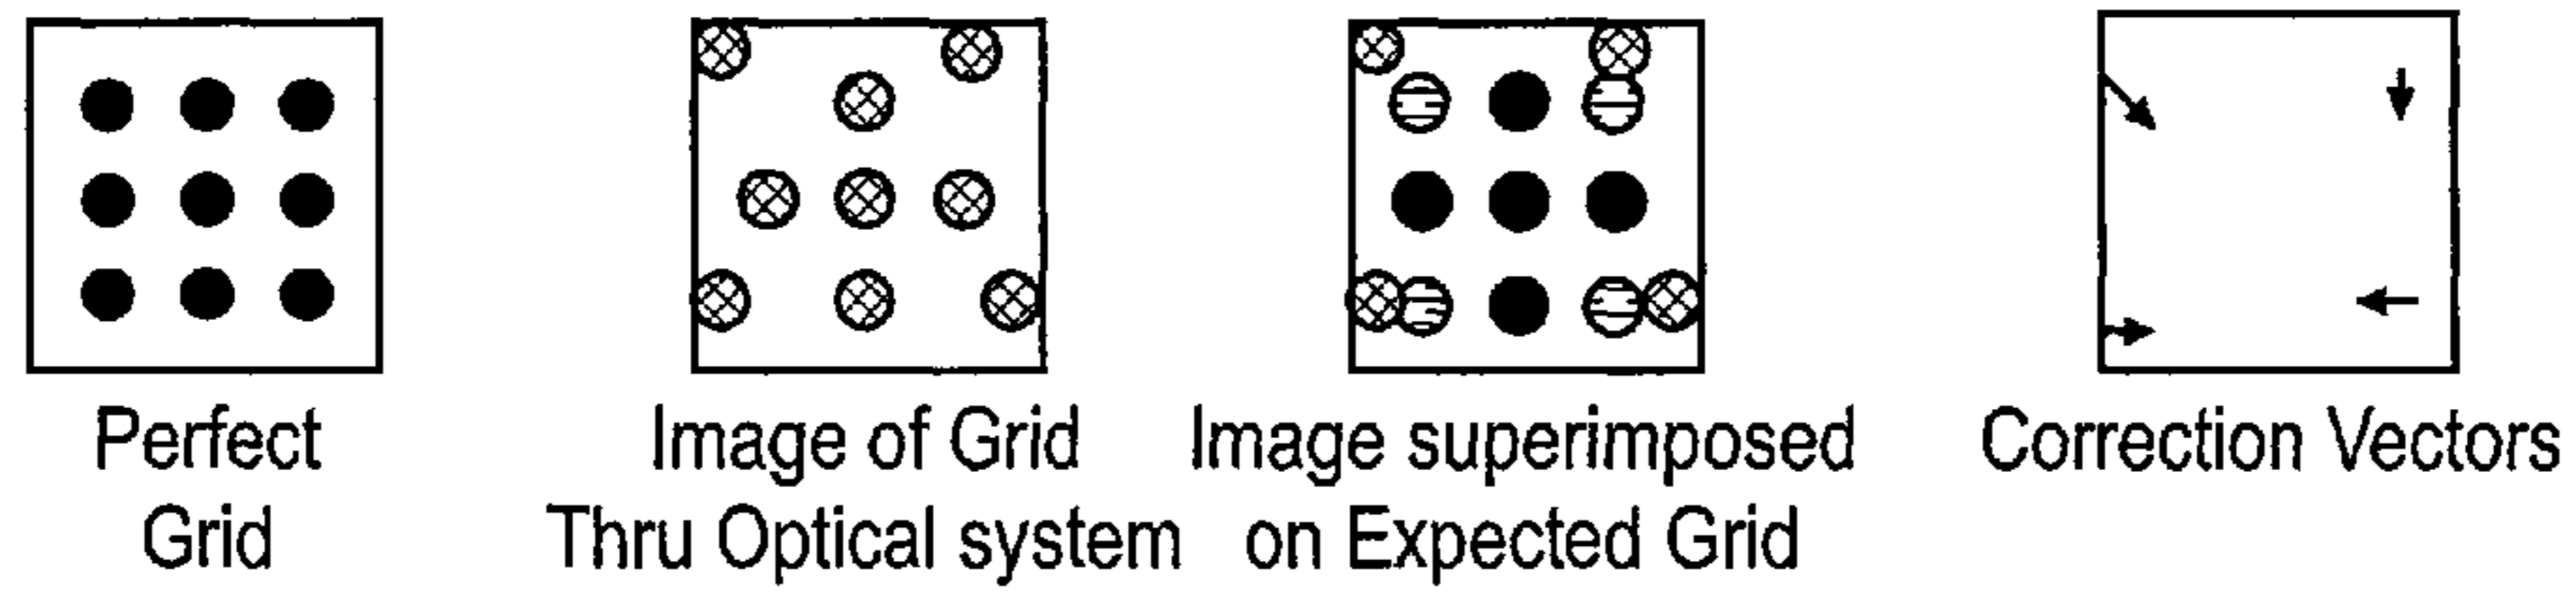 Perfect
Grid
Image of Grid
Thru Optical system
Image superimposed
on Expected Grid
Correction Vectors